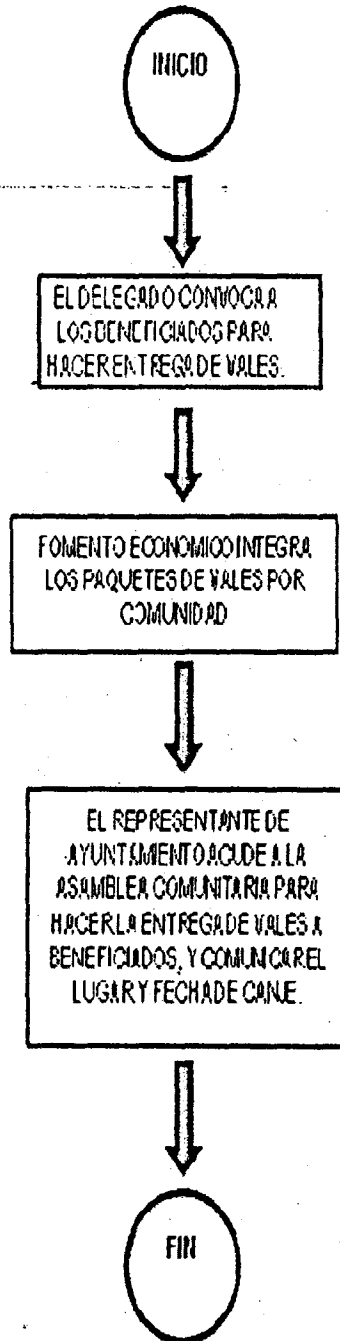 INICIO
EL DELEGADO CONVOCA A
LOS BENEFICIADOS PARA
HACER ENTREGA DE VALES.
FOMENTO ECONOMICO INTEGRA
LOS PAQUETES DE VALES POR
COMUNIDAD
EL REPRESENTANTE DE
AYUNTAMIENTO ACUDE A LA
ASAMBLEA COMUNITARIA PARA
HACER LA ENTREGA DE VALES A
BENEFICIADOS, Y COMUNICAR EL
LUGAR Y FECHA DE CANJE.
FIN